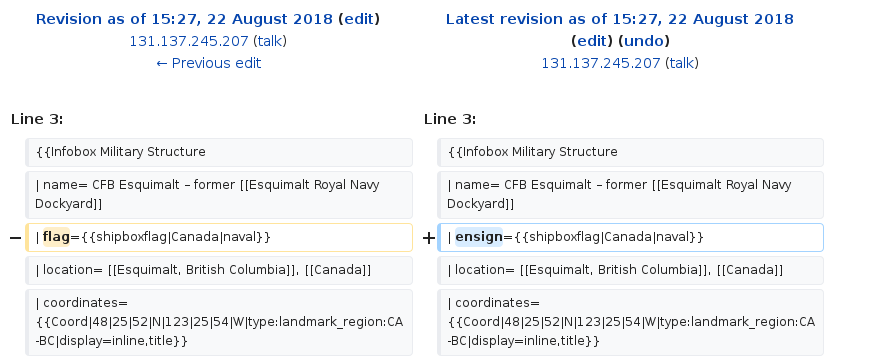 Revision as of 15:27, 22 August 2018 (edit)
131.137.245.207 (talk)
← Previous edit
Latest revision as of 15:27, 22 August 2018
(edit) (undo)
131.137.245.207 (talk)
Line 3:
Line 3:
{{Infobox Military Structure
{{Infobox Military Structure
| name= CFB Esquimalt – former [[Esquimalt Royal Navy
Dockyard]]
| name= CFB Esquimalt – former [[Esquimalt Royal Navy
Dockyard]]
− | flag={{shipboxflag|Canada|naval}}
+ | ensign={{shipboxflag|Canada|naval}}
| location= [[Esquimalt, British Columbia]], [[Canada]]
| location= [[Esquimalt, British Columbia]], [[Canada]]
| coordinates=
{{Coord|48|25|52|N|123|25|54|W|type:landmark_region:CA
-BC|display=inline,title}}
| coordinates=
{{Coord|48|25|52|N|123|25|54|W|type:landmark_region:CA
-BC|display=inline,title}}